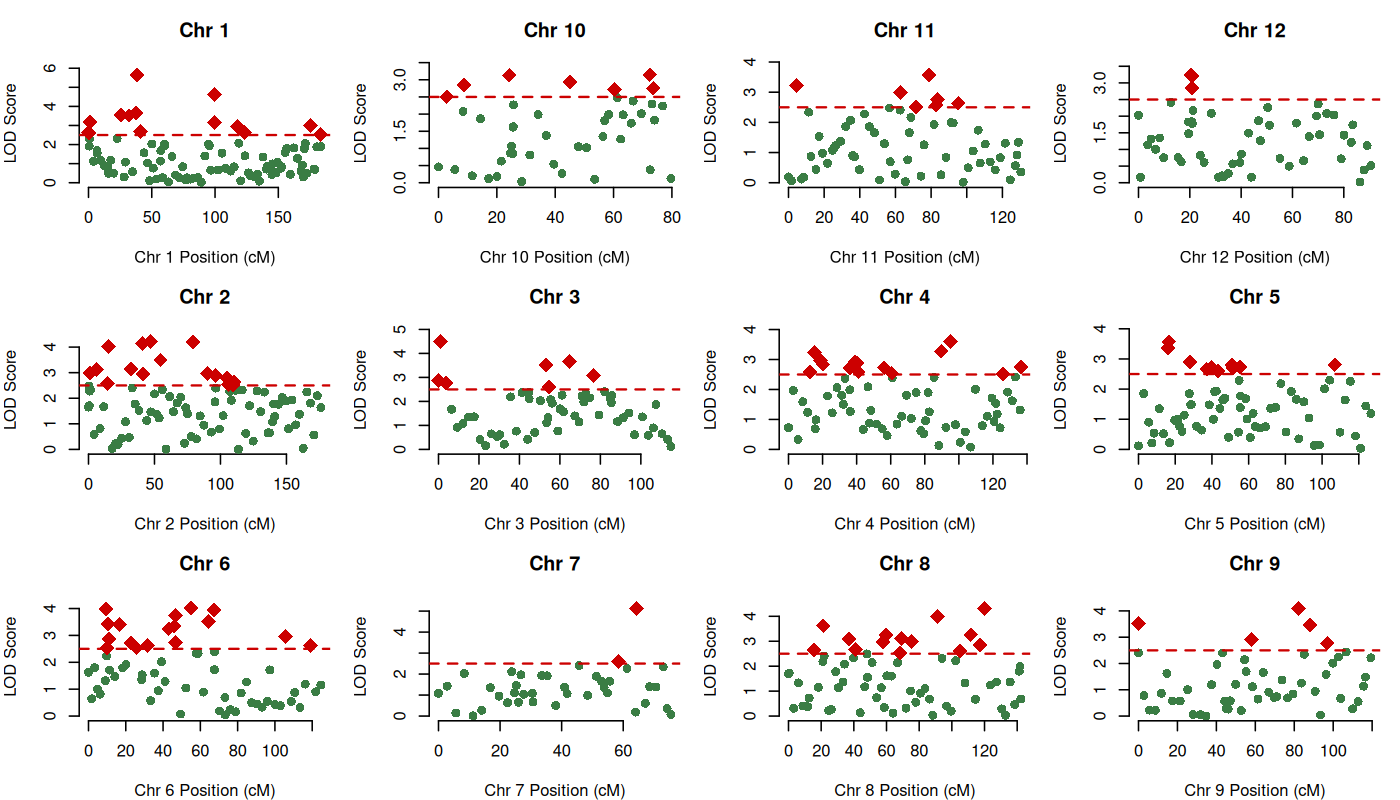 Chr 1
LOD Score
0 2 4 6
0 50 100 150
Chr 1 Position (cM)
Chr 10
LOD Score
0.0 1.5 3.0
0 20 40 60 80
Chr 10 Position (cM)
Chr 11
LOD Score
0 1 2 3 4
0 20 40 60 80 120
Chr 11 Position (cM)
Chr 12
LOD Score
0.0 1.5 3.0
0 20 40 60 80
Chr 12 Position (cM)
Chr 2
LOD Score
0 1 2 3 4
0 50 100 150
Chr 2 Position (cM)
Chr 3
LOD Score
0 1 2 3 4 5
0 20 40 60 80 100
Chr 3 Position (cM)
Chr 4
LOD Score
0 1 2 3 4
0 20 40 60 80 120
Chr 4 Position (cM)
Chr 5
LOD Score
0 1 2 3 4
0 20 40 60 80 100
Chr 5 Position (cM)
Chr 6
LOD Score
0 1 2 3 4
0 20 40 60 80 100
Chr 6 Position (cM)
Chr 7
LOD Score
0 2 4
0 20 40 60
Chr 7 Position (cM)
Chr 8
LOD Score
0 1 2 3 4
0 20 40 60 80 120
Chr 8 Position (cM)
Chr 9
LOD Score
0 1 2 3 4
0 20 40 60 80 100
Chr 9 Position (cM)